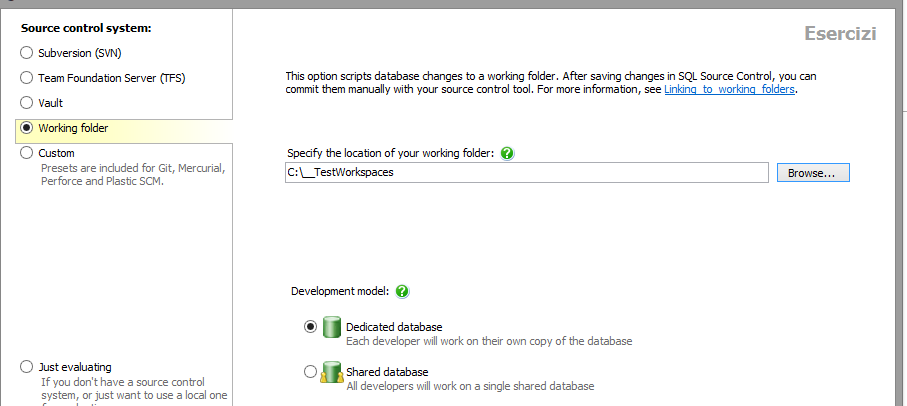 Source control system:
Subversion (SVN)
Team Foundation Server (TFS)
Vault
Working folder
Custom
Presets are included for Git, Mercurial,
Perforce and Plastic SCM.
Just evaluating
If you don't have a source control
system, or just want to use a local one
Esercizi
This option scripts database changes to a working folder. After saving changes in SQL Source Control, you can
commit them manually with your source control tool. For more information, see Linking to working folders.
Specify the location of your working folder:
C:\__TestWorkspaces
Browse...
Development model:
Dedicated database
Each developer will work on their own copy of the database
Shared database
All developers will work on a single shared database